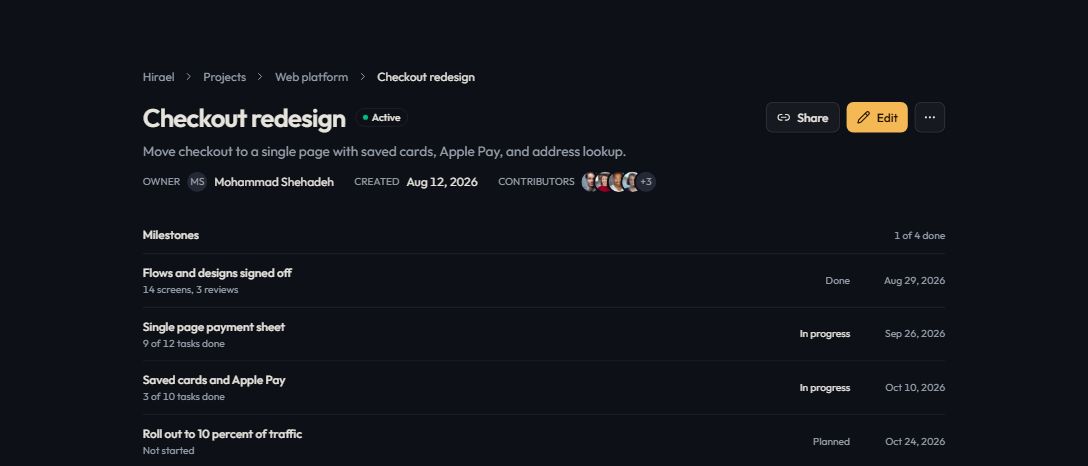 Hirael > Projects > Web platform > Checkout redesign
Checkout redesign Active Share Edit ...
Move checkout to a single page with saved cards, Apple Pay, and address lookup.
OWNER MS Mohammad Shehadeh CREATED Aug 12, 2026 CONTRIBUTORS +3
Milestones 1 of 4 done
Flows and designs signed off
14 screens, 3 reviews
Done Aug 29, 2026
Single page payment sheet
9 of 12 tasks done
In progress Sep 26, 2026
Saved cards and Apple Pay
3 of 10 tasks done
In progress Oct 10, 2026
Roll out to 10 percent of traffic
Not started
Planned Oct 24, 2026